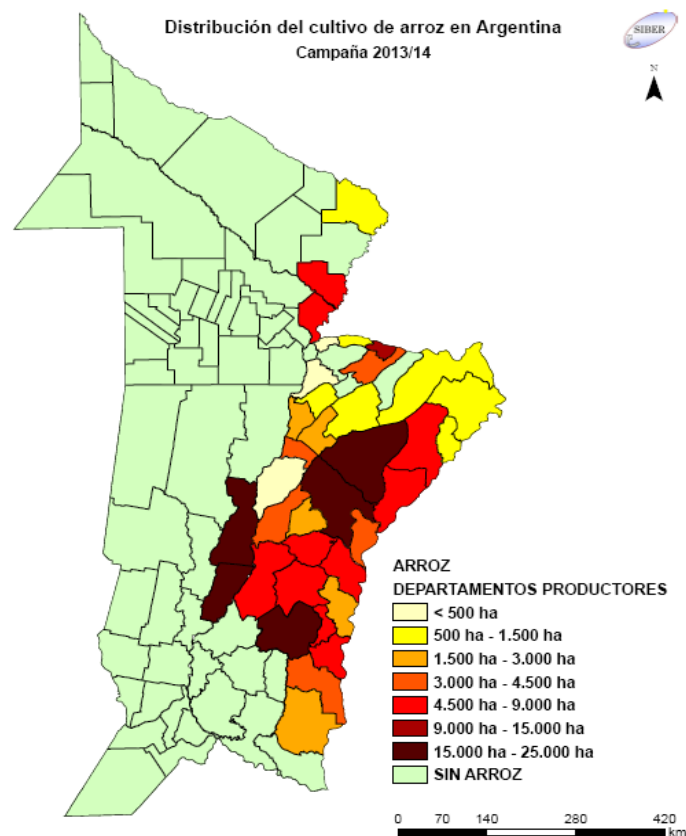 Distribución del cultivo de arroz en Argentina
Campaña 2013/14
SIBER
N
ARROZ
DEPARTAMENTOS PRODUCTORES
< 500 ha
500 ha - 1.500 ha
1.500 ha - 3.000 ha
3.000 ha - 4.500 ha
4.500 ha - 9.000 ha
9.000 ha - 15.000 ha
15.000 ha - 25.000 ha
SIN ARROZ
0 70 140 280 420
km